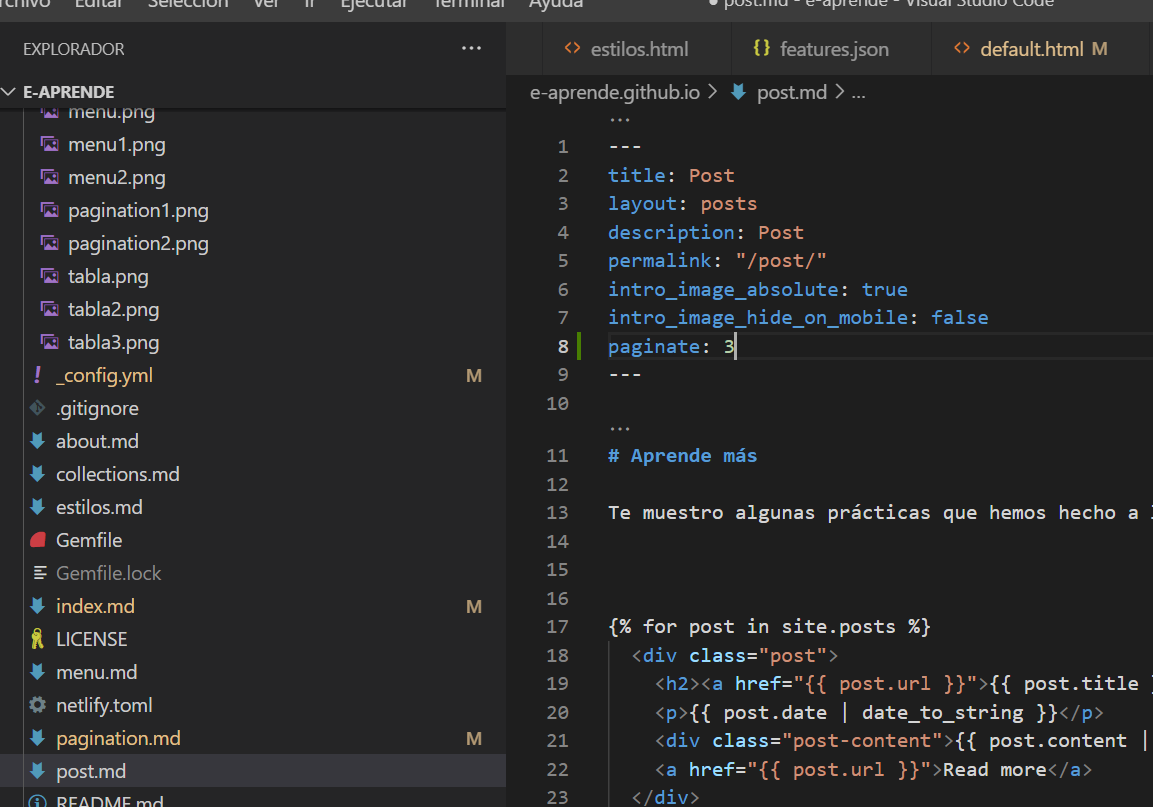 rchivo Editar Selección Ver Ir Ejecutar Terminal Ayuda
● post.md - e-aprende - Visual Studio Code
EXPLORADOR ...
E-APRENDE
menu.png
menu1.png
menu2.png
pagination1.png
pagination2.png
tabla.png
tabla2.png
tabla3.png
_config.yml M
.gitignore
about.md
collections.md
estilos.md
Gemfile
Gemfile.lock
index.md M
LICENSE
menu.md
netlify.toml
pagination.md M
post.md
README.md
<> estilos.html
{} features.json
<> default.html M
e-aprende.github.io > post.md > ...
...
1 ---
2 title: Post
3 layout: posts
4 description: Post
5 permalink: "/post/"
6 intro_image_absolute: true
7 intro_image_hide_on_mobile: false
8 paginate: 3
9 ---
10
...
11 # Aprende más
12
13 Te muestro algunas prácticas que hemos hecho a
14
15
16
17 {% for post in site.posts %}
18 <div class="post">
19 <h2><a href="{{ post.url }}">{{ post.title
20 <p>{{ post.date | date_to_string }}</p>
21 <div class="post-content">{{ post.content |
22 <a href="{{ post.url }}">Read more</a>
23 </div>